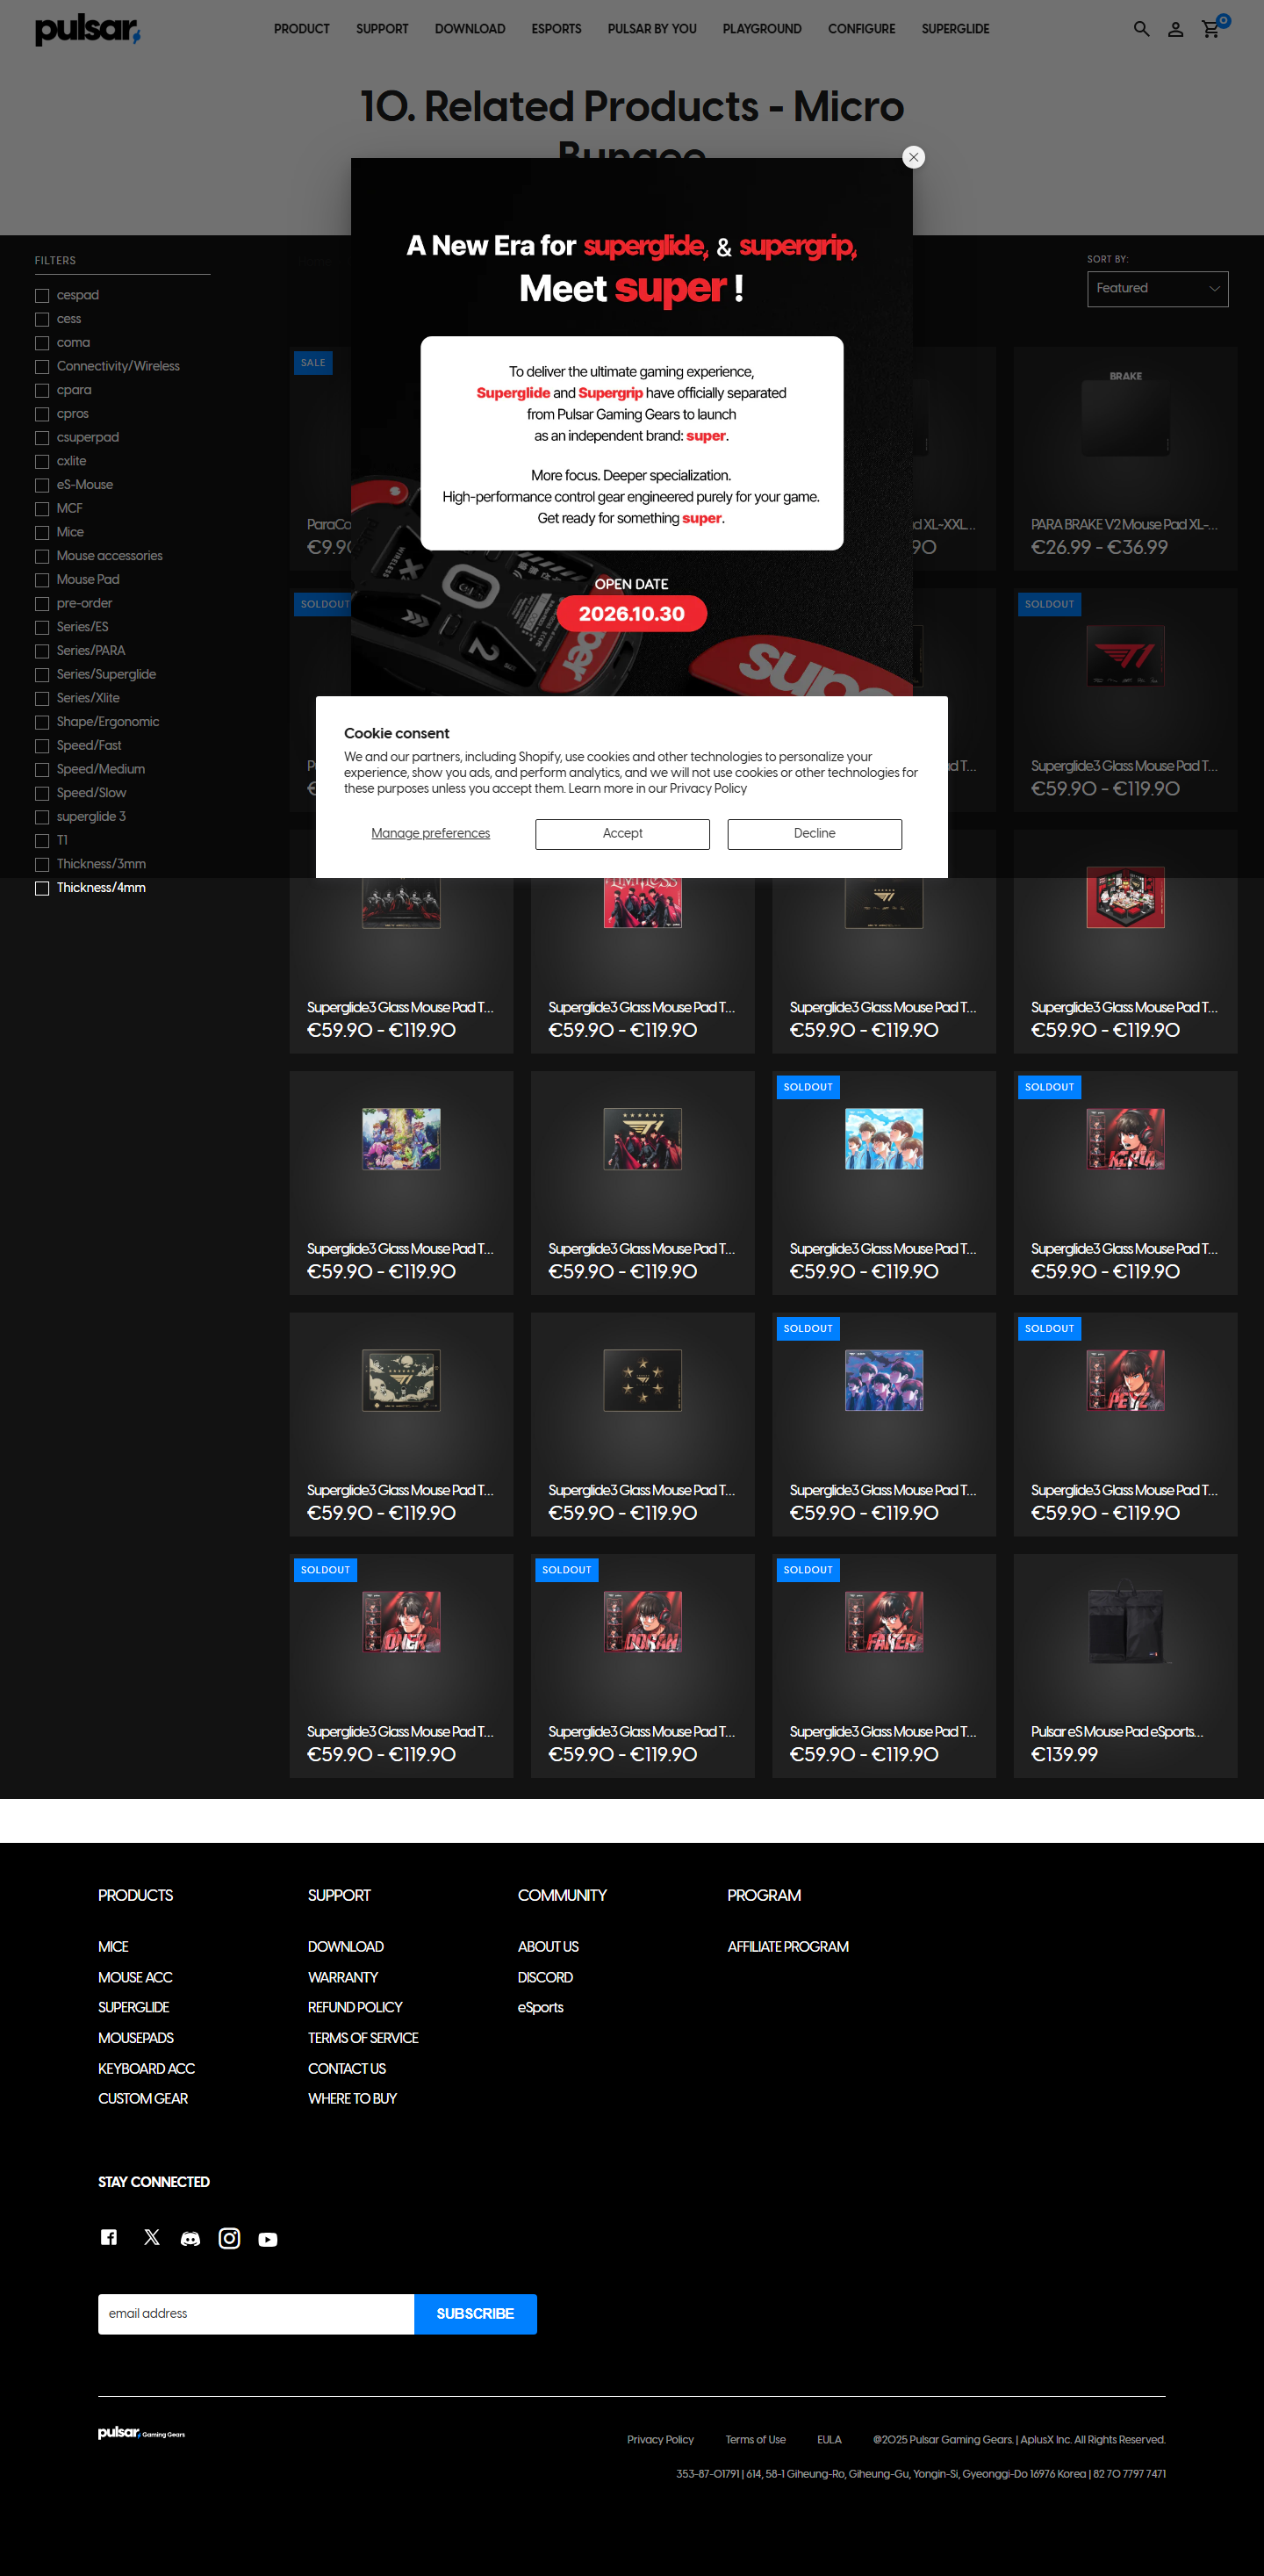 pulsar
PRODUCT SUPPORT DOWNLOAD ESPORTS PULSAR BY YOU PLAYGROUND CONFIGURE SUPERGLIDE
0
10. Related Products - Micro
Bungee
A New Era for superglide, & supergrip,
Meet super !
To deliver the ultimate gaming experience,
Superglide and Supergrip have officially separated
from Pulsar Gaming Gears to launch
as an independent brand: super.
More focus. Deeper specialization.
High-performance control gear engineered purely for your game.
Get ready for something super.
OPEN DATE
2026.10.30
Cookie consent
We and our partners, including Shopify, use cookies and other technologies to personalize your
experience, show you ads, and perform analytics, and we will not use cookies or other technologies for
these purposes unless you accept them. Learn more in our Privacy Policy
Manage preferences Accept Decline
FILTERS
cespad
cess
coma
Connectivity/Wireless
cpara
cpros
csuperpad
cxlite
eS-Mouse
MCF
Mice
Mouse accessories
Mouse Pad
pre-order
Series/ES
Series/PARA
Series/Superglide
Series/Xlite
Shape/Ergonomic
Speed/Fast
Speed/Medium
Speed/Slow
superglide 3
T1
Thickness/3mm
Thickness/4mm
SORT BY:
Featured
SALE
BRAKE
PARA BRAKE V2 Mouse Pad XL-...
€26.99 - €36.99
SOLDOUT
SOLDOUT
Superglide3 Glass Mouse Pad T...
€59.90 - €119.90
Superglide3 Glass Mouse Pad T...
€59.90 - €119.90
Superglide3 Glass Mouse Pad T...
€59.90 - €119.90
Superglide3 Glass Mouse Pad T...
€59.90 - €119.90
Superglide3 Glass Mouse Pad T...
€59.90 - €119.90
Superglide3 Glass Mouse Pad T...
€59.90 - €119.90
Superglide3 Glass Mouse Pad T...
€59.90 - €119.90
SOLDOUT
Superglide3 Glass Mouse Pad T...
€59.90 - €119.90
SOLDOUT
KERIA
Superglide3 Glass Mouse Pad T...
€59.90 - €119.90
Superglide3 Glass Mouse Pad T...
€59.90 - €119.90
Superglide3 Glass Mouse Pad T...
€59.90 - €119.90
SOLDOUT
Superglide3 Glass Mouse Pad T...
€59.90 - €119.90
SOLDOUT
PEYZ
Superglide3 Glass Mouse Pad T...
€59.90 - €119.90
SOLDOUT
ONER
Superglide3 Glass Mouse Pad T...
€59.90 - €119.90
SOLDOUT
DORAN
Superglide3 Glass Mouse Pad T...
€59.90 - €119.90
SOLDOUT
FAKER
Superglide3 Glass Mouse Pad T...
€59.90 - €119.90
Pulsar eS Mouse Pad eSports...
€139.99
PRODUCTS
MICE
MOUSE ACC
SUPERGLIDE
MOUSEPADS
KEYBOARD ACC
CUSTOM GEAR
SUPPORT
DOWNLOAD
WARRANTY
REFUND POLICY
TERMS OF SERVICE
CONTACT US
WHERE TO BUY
COMMUNITY
ABOUT US
DISCORD
eSports
PROGRAM
AFFILIATE PROGRAM
STAY CONNECTED
email address SUBSCRIBE
pulsar Gaming Gears
Privacy Policy Terms of Use EULA @2025 Pulsar Gaming Gears. | AplusX Inc. All Rights Reserved.
353-87-01791 | 614, 58-1 Giheung-Ro, Giheung-Gu, Yongin-Si, Gyeonggi-Do 16976 Korea | 82 70 7797 7471